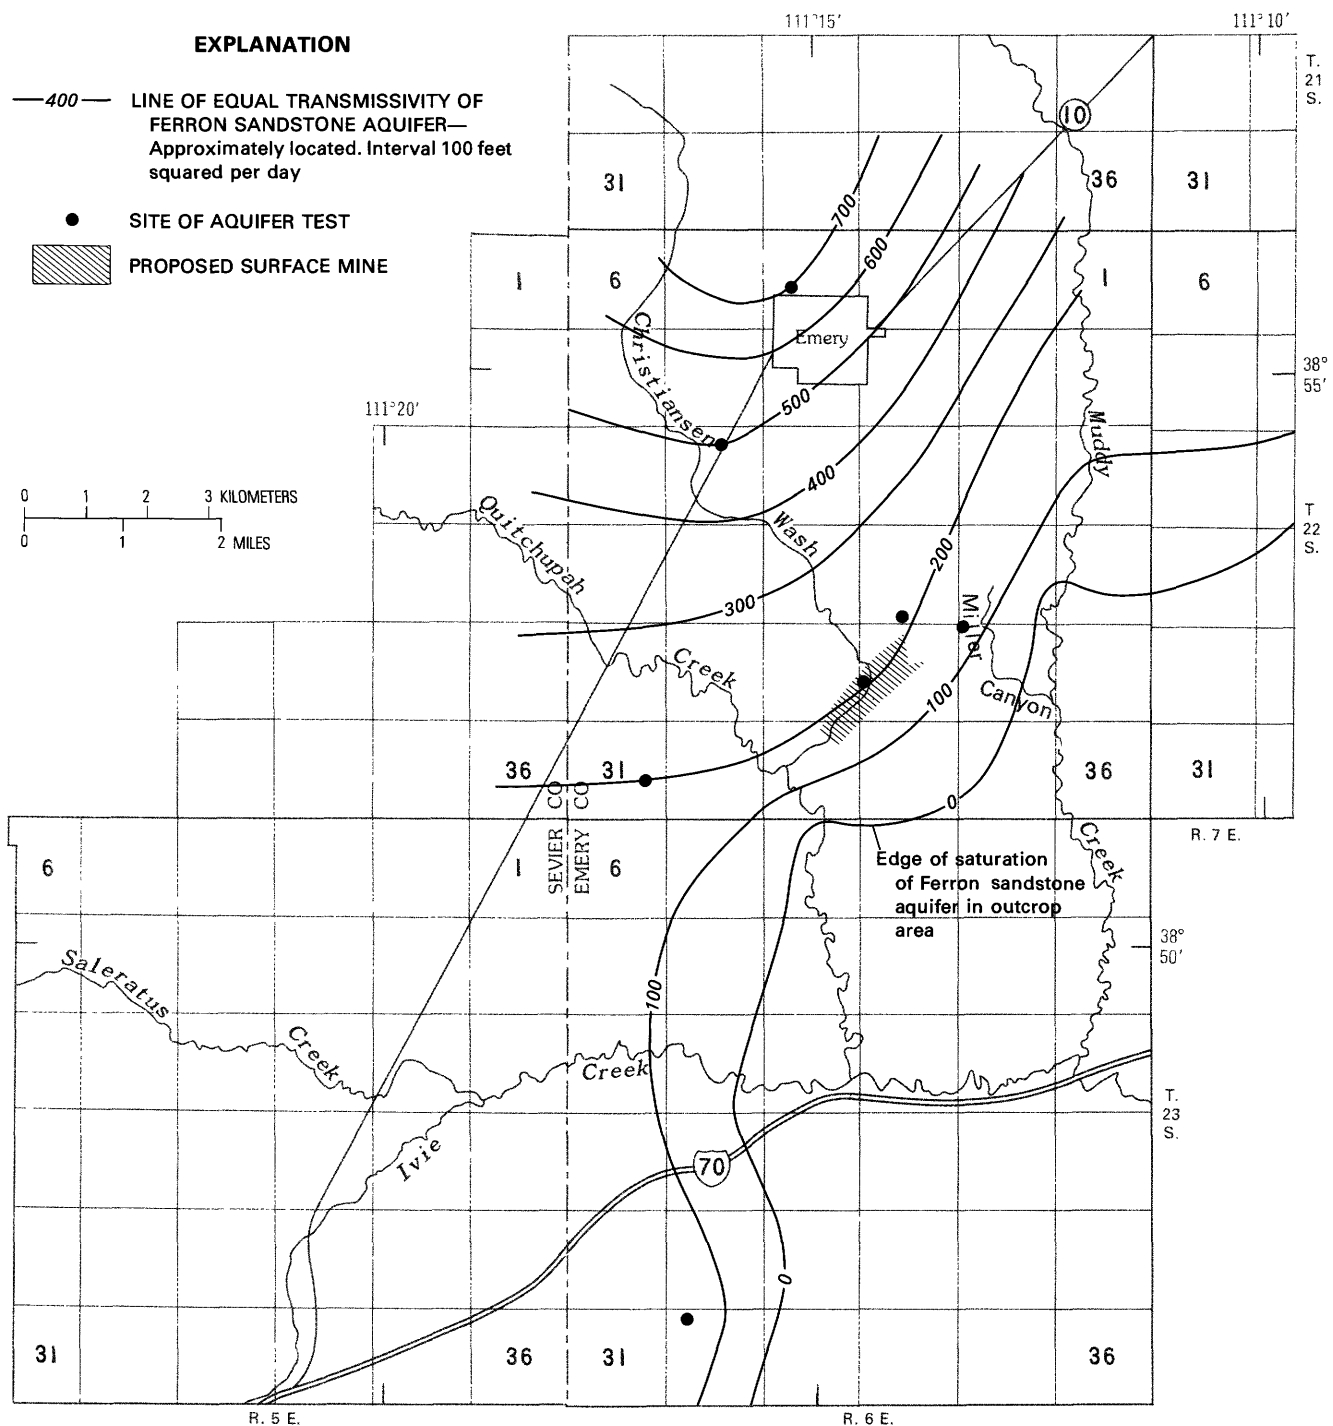 EXPLANATION
400 LINE OF EQUAL TRANSMISSIVITY OF
FERRON SANDSTONE AQUIFER—
Approximately located. Interval 100 feet
squared per day
SITE OF AQUIFER TEST
PROPOSED SURFACE MINE
111°15'
111°10'
T.
21
S.
10
31
36
31
700
600
1
6
1
6
Christiansen
Emery
38°
55'
111°20'
500
Muddy
0 1 2 3 KILOMETERS
0 1 2 MILES
400
Quitchupah
Wash
T
22
S.
200
300
Miller
Creek
Canyon
100
36
31
36
31
SEVIER CO
EMERY CO
0
R. 7 E.
Creek
6
1
6
Edge of saturation
of Ferron sandstone
aquifer in outcrop
area
38°
50'
Saleratus
Creek
100
Creek
T.
23
S.
Ivie
70
0
31
36
31
36
R. 5 E.
R. 6 E.